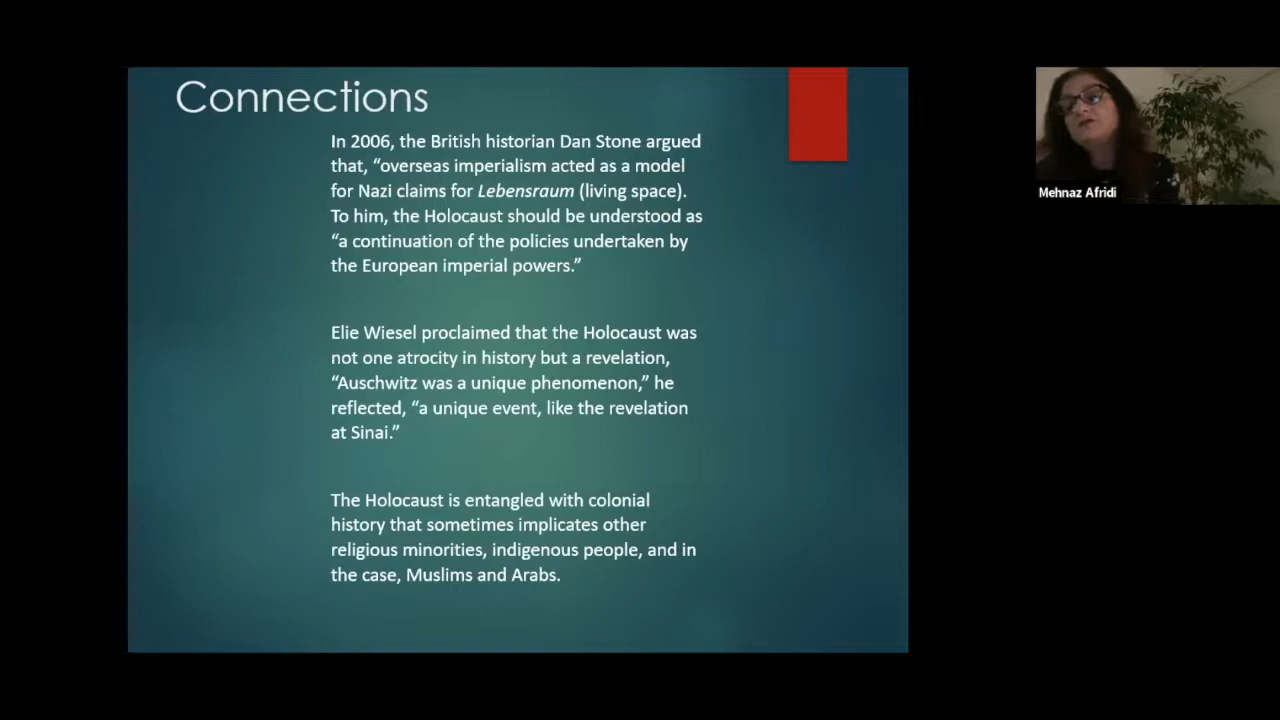 Connections
In 2006, the British historian Dan Stone argued
that, “overseas imperialism acted as a model
for Nazi claims for Lebensraum (living space).
To him, the Holocaust should be understood as
“a continuation of the policies undertaken by
the European imperial powers.”
Elie Wiesel proclaimed that the Holocaust was
not one atrocity in history but a revelation,
“Auschwitz was a unique phenomenon,” he
reflected, “a unique event, like the revelation
at Sinai.”
The Holocaust is entangled with colonial
history that sometimes implicates other
religious minorities, indigenous people, and in
the case, Muslims and Arabs.
Mehnaz Afridi